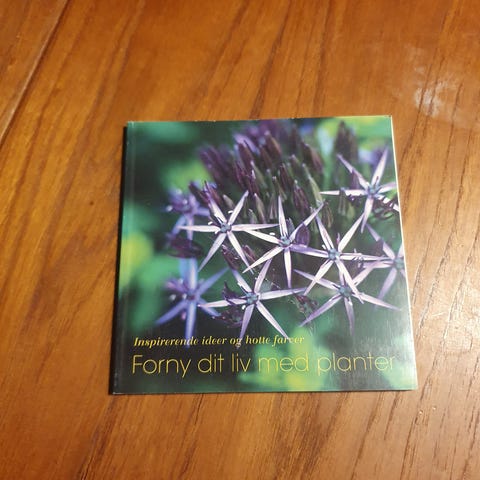 Inspirerende ideer og hotte farver
Forny dit liv med planter